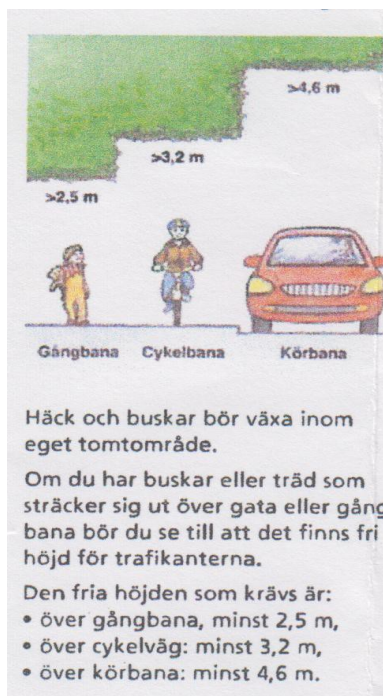 >4,6 m
>3,2 m
>2,5 m
Gångbana Cykelbana Körbana
Häck och buskar bör växa inom
eget tomtområde.
Om du har buskar eller träd som
sträcker sig ut över gata eller gång
bana bör du se till att det finns fri
höjd för trafikanterna.
Den fria höjden som krävs är:
• över gångbana, minst 2,5 m,
• över cykelväg: minst 3,2 m,
• över körbana: minst 4,6 m.